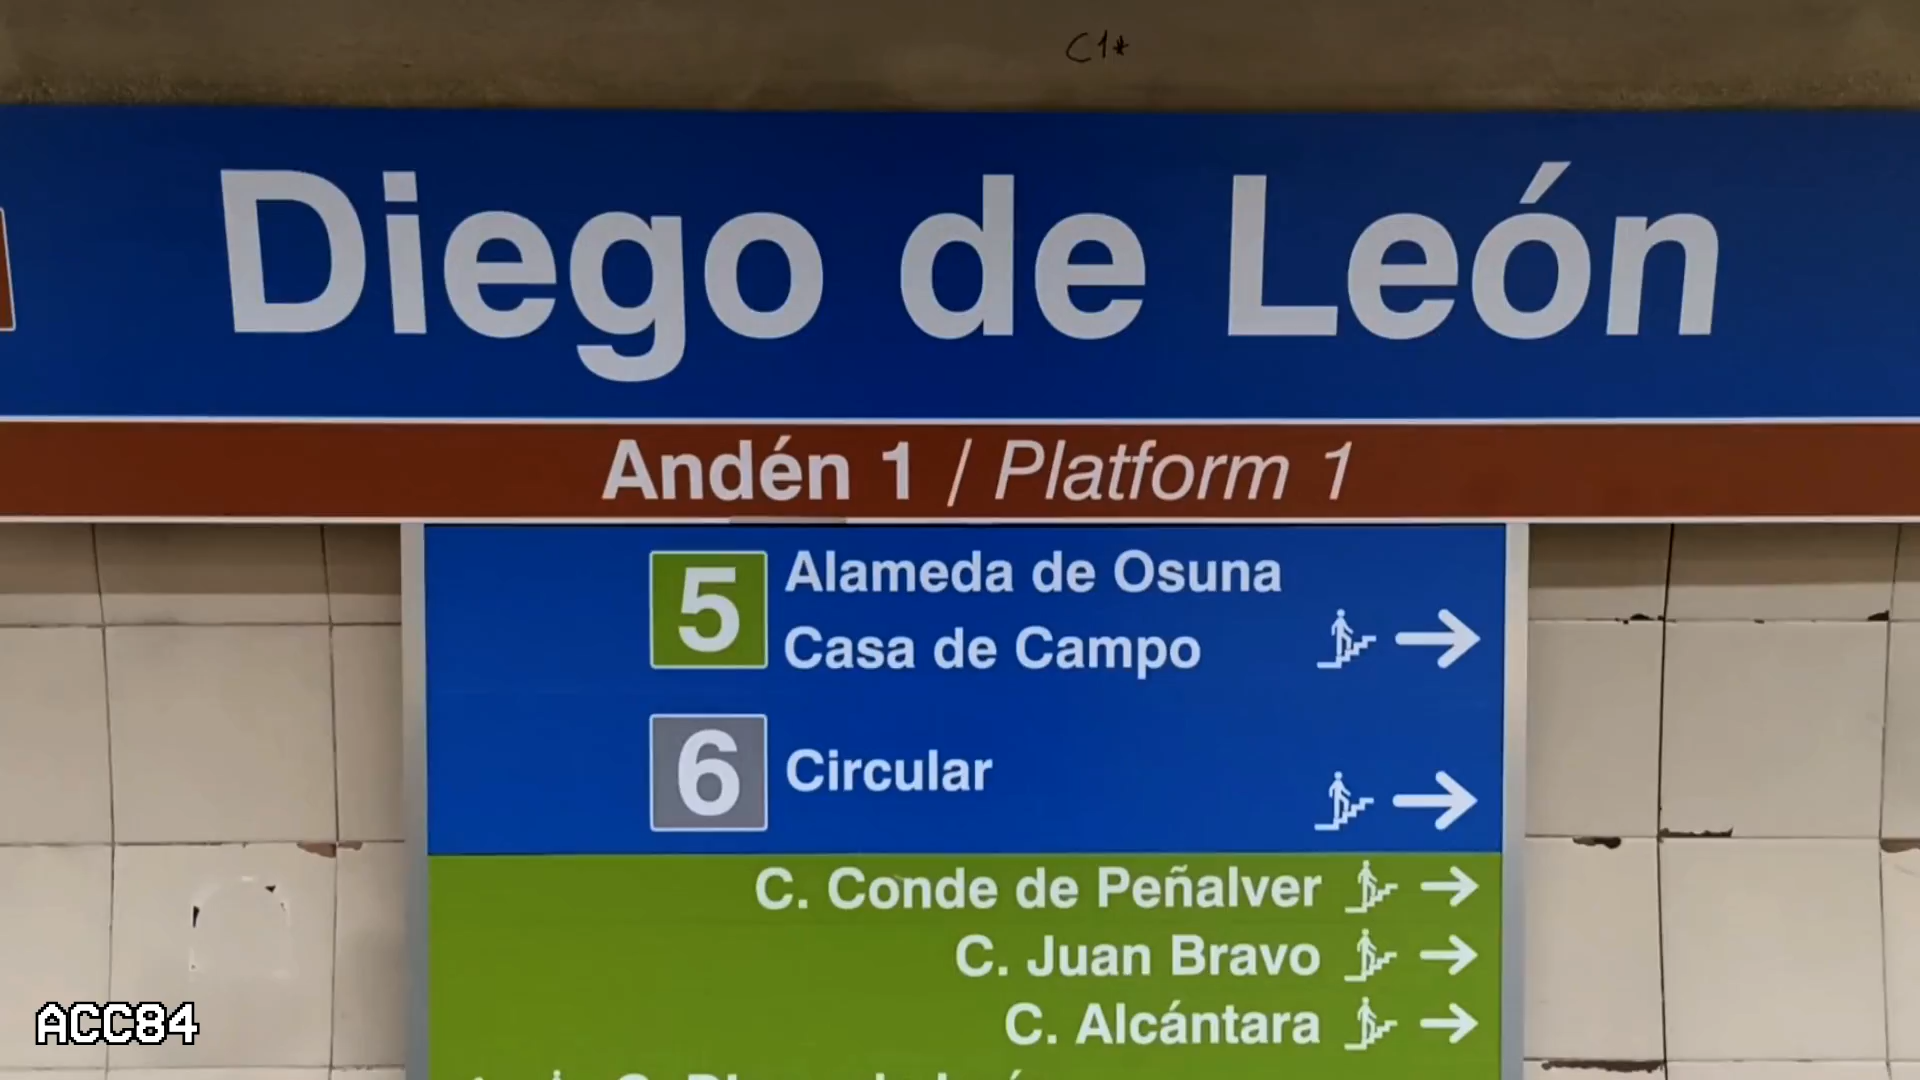 C1*
Diego de León
Andén 1 / Platform 1
5 Alameda de Osuna
Casa de Campo
6 Circular
C. Conde de Peñalver
C. Juan Bravo
C. Alcántara
ACC84